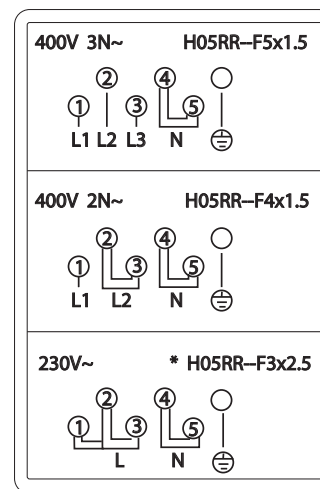 400V 3N~ H05RR--F5x1.5
② ④
① ③ ⑤
L1 L2 L3 N
400V 2N~ H05RR--F4x1.5
② ④
① ③ ⑤
L1 L2 N
230V~ * H05RR--F3x2.5
② ④
① ③ ⑤
L N